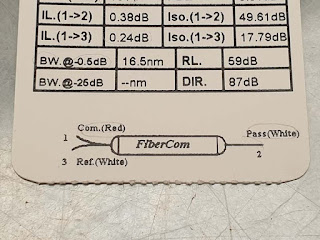 IL.(1->2) 0.38dB Iso.(1->2) 49.61dB
IL.(1->3) 0.24dB Iso.(1->3) 17.79dB
BW.@-0.5dB 16.5nm RL. 59dB
BW.@-25dB --nm DIR. 87dB
1 Com.(Red)
FiberCom
Pass(White)
2
3 Ref.(White)